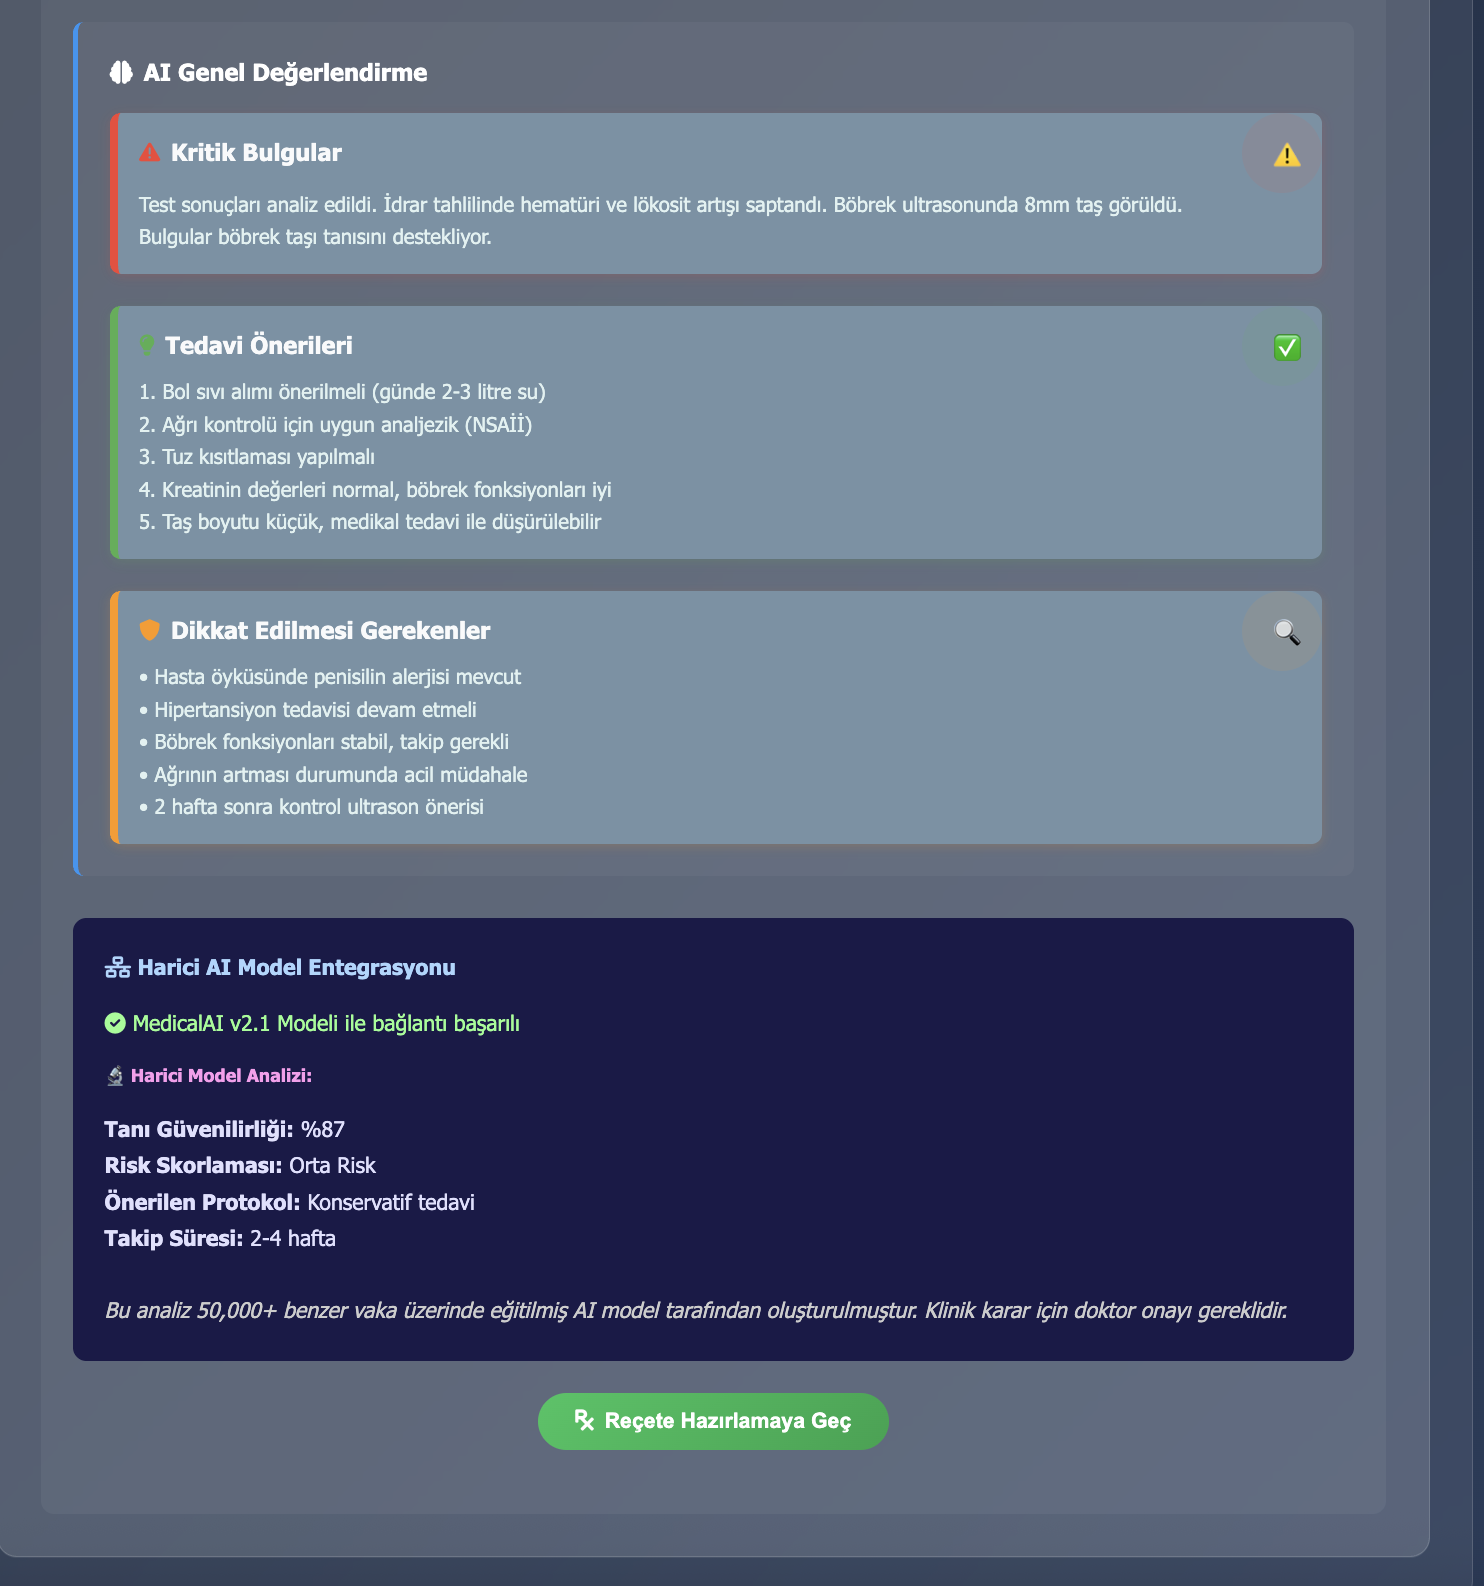 AI Genel Değerlendirme
Kritik Bulgular
Test sonuçları analiz edildi. İdrar tahlilinde hematüri ve lökosit artışı saptandı. Böbrek ultrasonunda 8mm taş görüldü.
Bulgular böbrek taşı tanısını destekliyor.
Tedavi Önerileri
1. Bol sıvı alımı önerilmeli (günde 2-3 litre su)
2. Ağrı kontrolü için uygun analjezik (NSAİİ)
3. Tuz kısıtlaması yapılmalı
4. Kreatinin değerleri normal, böbrek fonksiyonları iyi
5. Taş boyutu küçük, medikal tedavi ile düşürülebilir
Dikkat Edilmesi Gerekenler
• Hasta öyküsünde penisilin alerjisi mevcut
• Hipertansiyon tedavisi devam etmeli
• Böbrek fonksiyonları stabil, takip gerekli
• Ağrının artması durumunda acil müdahale
• 2 hafta sonra kontrol ultrason önerisi
Harici AI Model Entegrasyonu
MedicalAI v2.1 Modeli ile bağlantı başarılı
Harici Model Analizi:
Tanı Güvenilirliği: %87
Risk Skorlaması: Orta Risk
Önerilen Protokol: Konservatif tedavi
Takip Süresi: 2-4 hafta
Bu analiz 50,000+ benzer vaka üzerinde eğitilmiş AI model tarafından oluşturulmuştur. Klinik karar için doktor onayı gereklidir.
Reçete Hazırlamaya Geç